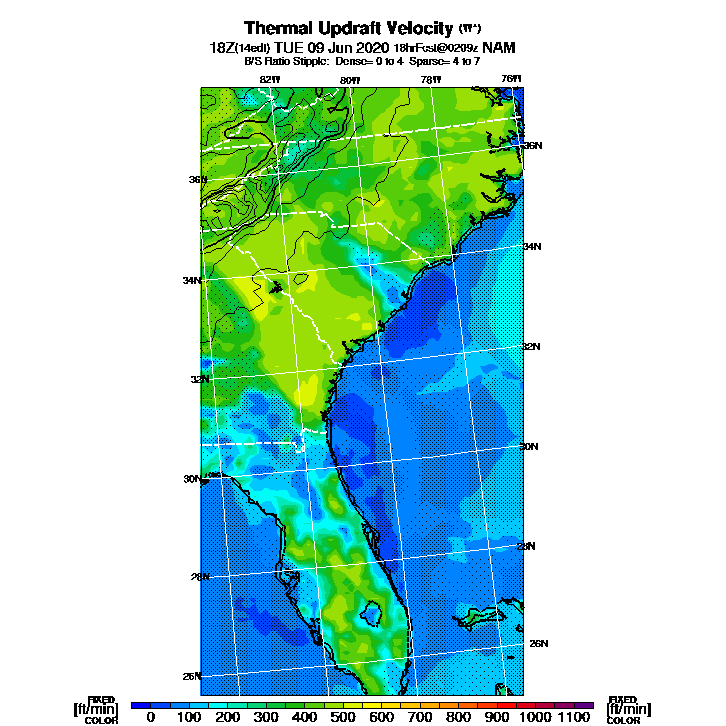 Thermal Updraft Velocity (W*)
18Z(14edt) TUE 09 Jun 2020 18hrFcst@0209z NAM
B/S Ratio Stipple: Dense= 0 to 4 Sparse= 4 to 7
82W 80W 78W 76W
36N
36N
34N
34N
32N
32N
30N
30N
28N
28N
26N
26N
FIXED FIXED
[ft/min] 0 100 200 300 400 500 600 700 800 900 1000 1100 [ft/min]
COLOR COLOR